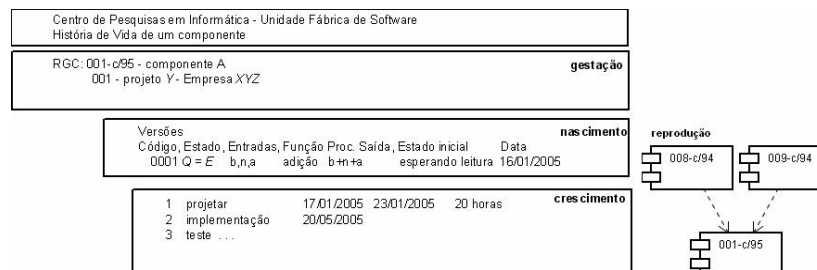 Centro de Pesquisas em Informática - Unidade Fábrica de Software
História de Vida de um componente
RGC: 001-c/95 - componente A gestação
001 - projeto Y - Empresa XYZ
Versões nascimento
Código, Estado, Entradas, Função Proc. Saída, Estado inicial Data
0001 Q = E b,n,a adição b+n+a esperando leitura 16/01/2005
reprodução
008-c/94 009-c/94
1 projetar 17/01/2005 23/01/2005 20 horas crescimento
2 implementação 20/05/2005
3 teste ...
001-c/95